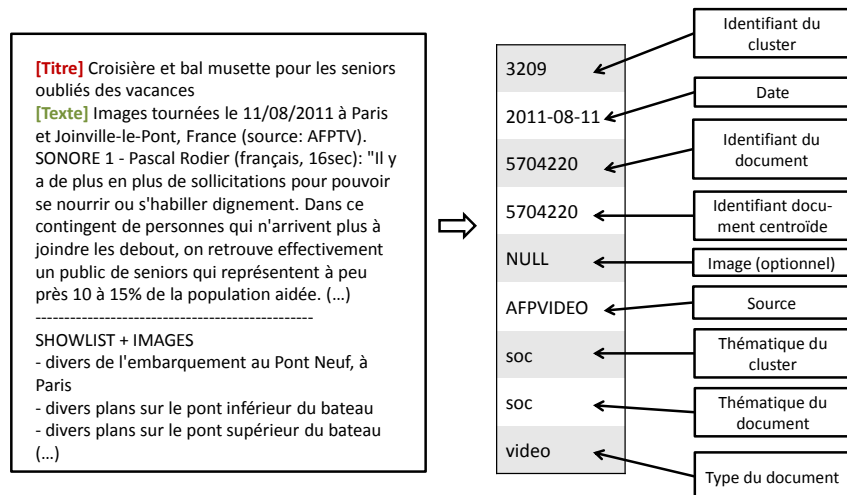 [Titre] Croisière et bal musette pour les seniors
oubliés des vacances
[Texte] Images tournées le 11/08/2011 à Paris
et Joinville-le-Pont, France (source: AFPTV).
SONORE 1 - Pascal Rodier (français, 16sec): "Il y
a de plus en plus de sollicitations pour pouvoir
se nourrir ou s'habiller dignement. Dans ce
contingent de personnes qui n'arrivent plus à
joindre les debout, on retrouve effectivement
un public de seniors qui représentent à peu
près 10 à 15% de la population aidée. (…)
------------------------------------------------
SHOWLIST + IMAGES
- divers de l'embarquement au Pont Neuf, à
Paris
- divers plans sur le pont inférieur du bateau
- divers plans sur le pont supérieur du bateau
(…)
3209
2011-08-11
5704220
5704220
NULL
AFPVIDEO
soc
soc
video
Identifiant du
cluster
Date
Identifiant du
document
Identifiant docu-
ment centroïde
Image (optionnel)
Source
Thématique du
cluster
Thématique du
document
Type du document